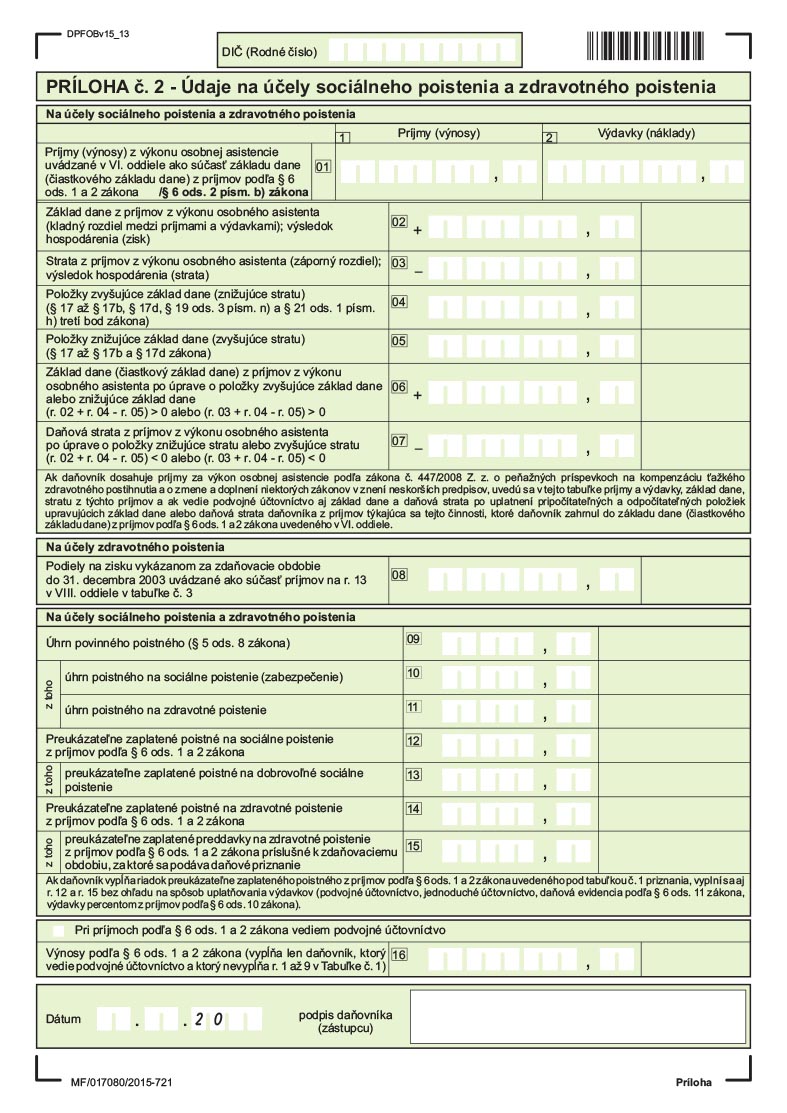 DPFOBv15_13
DIČ (Rodné číslo)
PRÍLOHA č. 2 - Údaje na účely sociálneho poistenia a zdravotného poistenia
Na účely sociálneho poistenia a zdravotného poistenia
1 Príjmy (výnosy) 2 Výdavky (náklady)
Príjmy (výnosy) z výkonu osobnej asistencie
uvádzané v VI. oddiele ako súčasť základu dane
(čiastkového základu dane) z príjmov podľa § 6
ods. 1 a 2 zákona /§ 6 ods. 2 písm. b) zákona
01 , ,
Základ dane z príjmov z výkonu osobného asistenta
(kladný rozdiel medzi príjmami a výdavkami); výsledok
hospodárenia (zisk)
02 + ,
Strata z príjmov z výkonu osobného asistenta (záporný rozdiel);
výsledok hospodárenia (strata)
03 – ,
Položky zvyšujúce základ dane (znižujúce stratu)
(§ 17 až § 17b, § 17d, § 19 ods. 3 písm. n) a § 21 ods. 1 písm.
h) tretí bod zákona)
04 ,
Položky znižujúce základ dane (zvyšujúce stratu)
(§ 17 až § 17b a § 17d zákona)
05 ,
Základ dane (čiastkový základ dane) z príjmov z výkonu
osobného asistenta po úprave o položky zvyšujúce základ dane
alebo znižujúce základ dane
(r. 02 + r. 04 - r. 05) > 0 alebo (r. 03 + r. 04 - r. 05) > 0
06 + ,
Daňová strata z príjmov z výkonu osobného asistenta
po úprave o položky znižujúce stratu alebo zvyšujúce stratu
(r. 02 + r. 04 - r. 05) < 0 alebo (r. 03 + r. 04 - r. 05) < 0
07 – ,
Ak daňovník dosahuje príjmy za výkon osobnej asistencie podľa zákona č. 447/2008 Z. z. o peňažných príspevkoch na kompenzáciu ťažkého
zdravotného postihnutia a o zmene a doplnení niektorých zákonov v znení neskorších predpisov, uvedú sa v tejto tabuľke príjmy a výdavky, základ dane,
stratu z týchto príjmov a ak vedie podvojné účtovníctvo aj základ dane a daňová strata po uplatnení pripočítateľných a odpočítateľných položiek
upravujúcich základ dane alebo daňová strata daňovníka z príjmov týkajúca sa tejto činnosti, ktoré daňovník zahrnul do základu dane (čiastkového
základu dane) z príjmov podľa § 6 ods. 1 a 2 zákona uvedeného v VI. oddiele.
Na účely zdravotného poistenia
Podiely na zisku vykázanom za zdaňovacie obdobie
do 31. decembra 2003 uvádzané ako súčasť príjmov na r. 13
v VIII. oddiele v tabuľke č. 3
08 ,
Na účely sociálneho poistenia a zdravotného poistenia
Úhrn povinného poistného (§ 5 ods. 8 zákona) 09 ,
z toho
úhrn poistného na sociálne poistenie (zabezpečenie) 10 ,
úhrn poistného na zdravotné poistenie 11 ,
Preukázateľne zaplatené poistné na sociálne poistenie
z príjmov podľa § 6 ods. 1 a 2 zákona
12 ,
z toho
preukázateľne zaplatené poistné na dobrovoľné sociálne
poistenie
13 ,
Preukázateľne zaplatené poistné na zdravotné poistenie
z príjmov podľa § 6 ods. 1 a 2 zákona
14 ,
z toho
preukázateľne zaplatené preddavky na zdravotné poistenie
z príjmov podľa § 6 ods. 1 a 2 zákona príslušné k zdaňovaciemu
obdobiu, za ktoré sa podáva daňové priznanie
15 ,
Ak daňovník vypĺňa riadok preukázateľne zaplateného poistného z príjmov podľa § 6 ods. 1 a 2 zákona uvedeného pod tabuľkou č. 1 priznania, vyplní sa aj
r. 12 a r. 15 bez ohľadu na spôsob uplatňovania výdavkov (podvojné účtovníctvo, jednoduché účtovníctvo, daňová evidencia podľa § 6 ods. 11 zákona,
výdavky percentom z príjmov podľa § 6 ods. 10 zákona).
Pri príjmoch podľa § 6 ods. 1 a 2 zákona vediem podvojné účtovníctvo
Výnosy podľa § 6 ods. 1 a 2 zákona (vypĺňa len daňovník, ktorý
vedie podvojné účtovníctvo a ktorý nevypĺňa r. 1 až 9 v Tabuľke č. 1)
16 ,
Dátum . . 2 0
podpis daňovníka
(zástupcu)
MF/017080/2015-721 Príloha